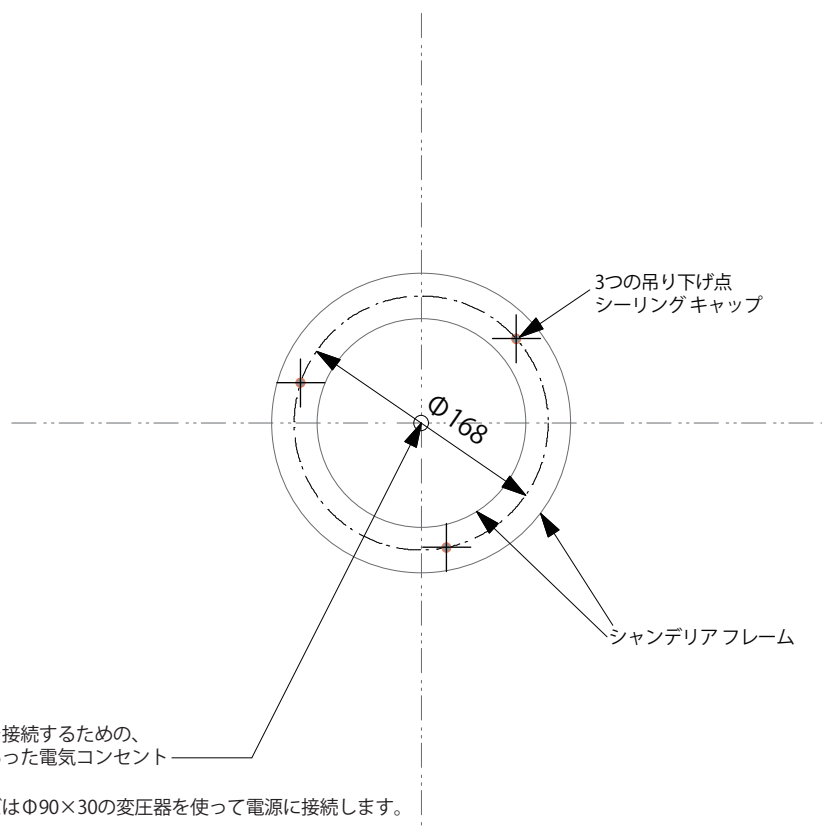 3つの吊り下げ点
シーリング キャップ
Φ168
シャンデリア フレーム
接続するための、
った電気コンセント
はΦ90×30の変圧器を使って電源に接続します。